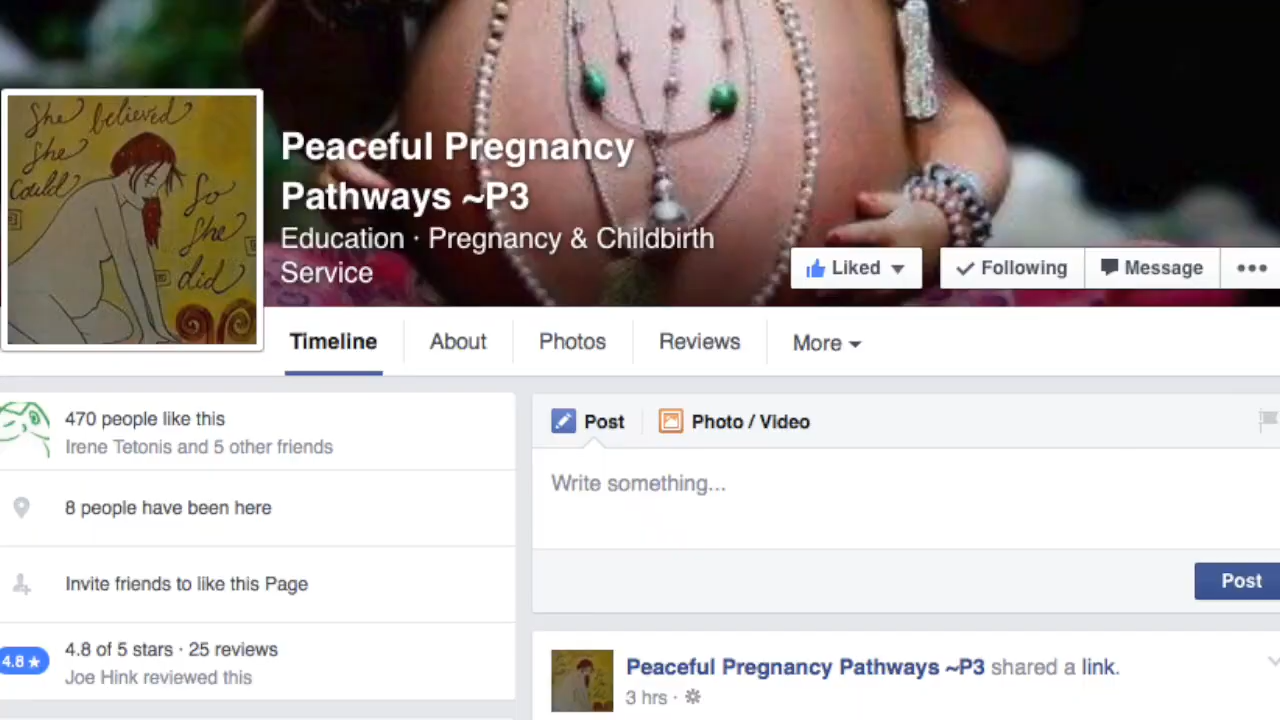 She believed
She
Could
So
She
did
Peaceful Pregnancy
Pathways ~P3
Education · Pregnancy & Childbirth
Service
Liked
Following
Message
Timeline
About
Photos
Reviews
More
470 people like this
Irene Tetonis and 5 other friends
8 people have been here
Invite friends to like this Page
4.8
4.8 of 5 stars · 25 reviews
Joe Hink reviewed this
Post
Photo / Video
Write something...
Post
Peaceful Pregnancy Pathways ~P3 shared a link.
3 hrs ·